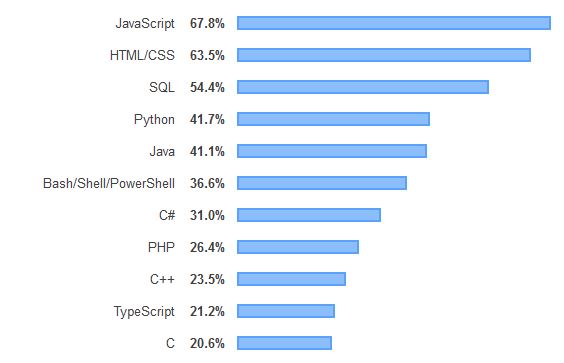 JavaScript 67.8%
HTML/CSS 63.5%
SQL 54.4%
Python 41.7%
Java 41.1%
Bash/Shell/PowerShell 36.6%
C# 31.0%
PHP 26.4%
C++ 23.5%
TypeScript 21.2%
C 20.6%